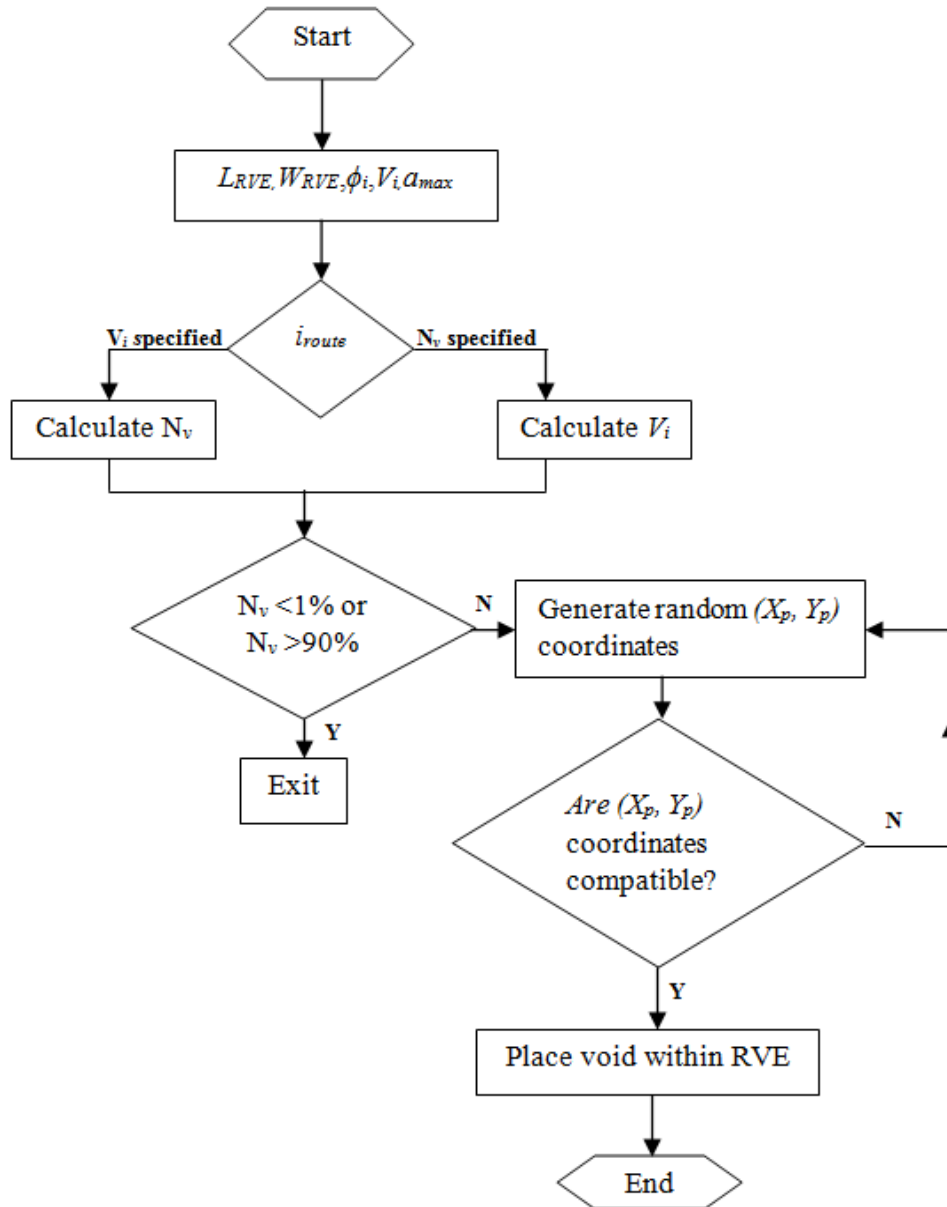 Start
L_RVE, W_RVE, ϕ_i, V_i, a_max
i_route
V_i specified
N_v specified
Calculate N_v
Calculate V_i
N_v <1% or
N_v >90%
N
Generate random (X_p, Y_p)
coordinates
Y
Exit
Are (X_p, Y_p)
coordinates
compatible?
N
Y
Place void within RVE
End